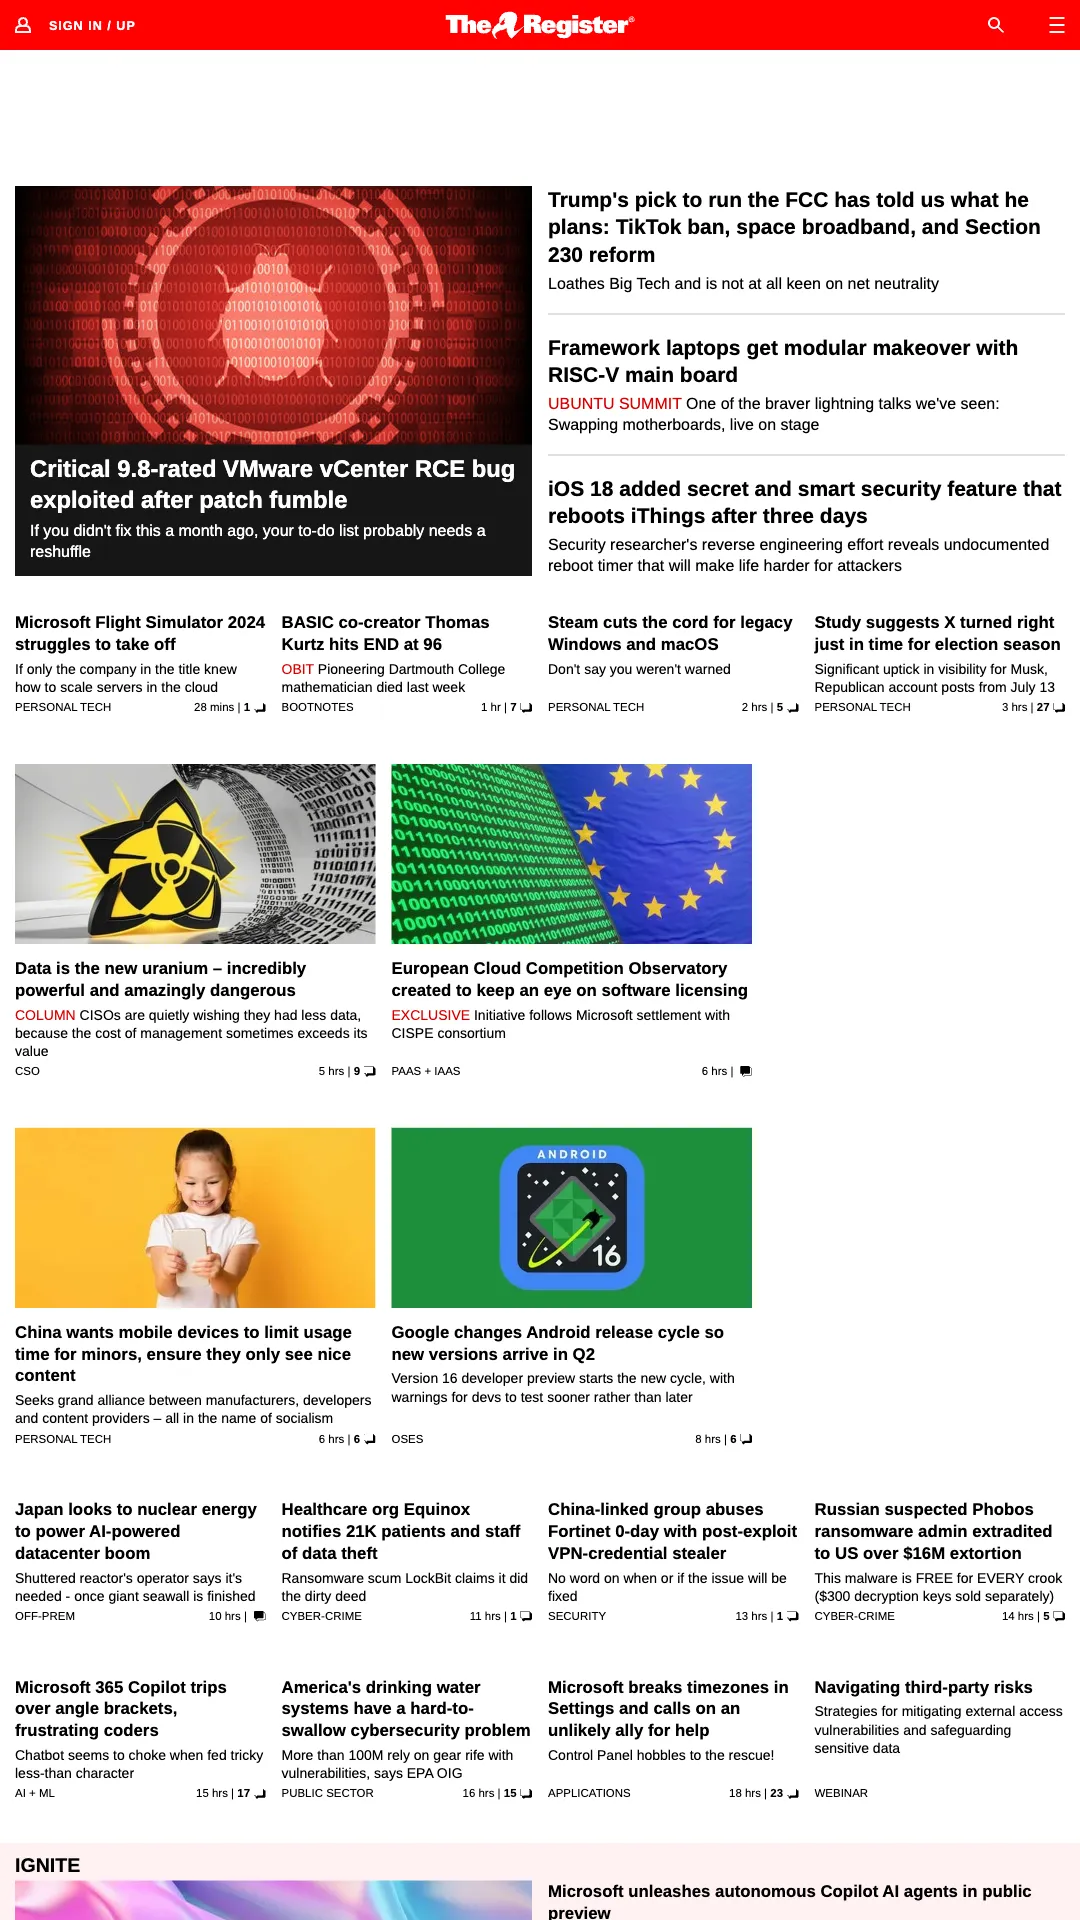 SIGN IN / UP
The Register®
Critical 9.8-rated VMware vCenter RCE bug
exploited after patch fumble
If you didn't fix this a month ago, your to-do list probably needs a
reshuffle
Trump's pick to run the FCC has told us what he
plans: TikTok ban, space broadband, and Section
230 reform
Loathes Big Tech and is not at all keen on net neutrality
Framework laptops get modular makeover with
RISC-V main board
UBUNTU SUMMIT One of the braver lightning talks we've seen:
Swapping motherboards, live on stage
iOS 18 added secret and smart security feature that
reboots iThings after three days
Security researcher's reverse engineering effort reveals undocumented
reboot timer that will make life harder for attackers
Microsoft Flight Simulator 2024
struggles to take off
If only the company in the title knew
how to scale servers in the cloud
PERSONAL TECH 28 mins | 1
BASIC co-creator Thomas
Kurtz hits END at 96
OBIT Pioneering Dartmouth College
mathematician died last week
BOOTNOTES 1 hr | 7
Steam cuts the cord for legacy
Windows and macOS
Don't say you weren't warned
PERSONAL TECH 2 hrs | 5
Study suggests X turned right
just in time for election season
Significant uptick in visibility for Musk,
Republican account posts from July 13
PERSONAL TECH 3 hrs | 27
Data is the new uranium – incredibly
powerful and amazingly dangerous
COLUMN CISOs are quietly wishing they had less data,
because the cost of management sometimes exceeds its
value
CSO 5 hrs | 9
European Cloud Competition Observatory
created to keep an eye on software licensing
EXCLUSIVE Initiative follows Microsoft settlement with
CISPE consortium
PAAS + IAAS 6 hrs |
China wants mobile devices to limit usage
time for minors, ensure they only see nice
content
Seeks grand alliance between manufacturers, developers
and content providers – all in the name of socialism
PERSONAL TECH 6 hrs | 6
ANDROID
16
Google changes Android release cycle so
new versions arrive in Q2
Version 16 developer preview starts the new cycle, with
warnings for devs to test sooner rather than later
OSES 8 hrs | 6
Japan looks to nuclear energy
to power AI-powered
datacenter boom
Shuttered reactor's operator says it's
needed - once giant seawall is finished
OFF-PREM 10 hrs |
Healthcare org Equinox
notifies 21K patients and staff
of data theft
Ransomware scum LockBit claims it did
the dirty deed
CYBER-CRIME 11 hrs | 1
China-linked group abuses
Fortinet 0-day with post-exploit
VPN-credential stealer
No word on when or if the issue will be
fixed
SECURITY 13 hrs | 1
Russian suspected Phobos
ransomware admin extradited
to US over $16M extortion
This malware is FREE for EVERY crook
($300 decryption keys sold separately)
CYBER-CRIME 14 hrs | 5
Microsoft 365 Copilot trips
over angle brackets,
frustrating coders
Chatbot seems to choke when fed tricky
less-than character
AI + ML 15 hrs | 17
America's drinking water
systems have a hard-to-
swallow cybersecurity problem
More than 100M rely on gear rife with
vulnerabilities, says EPA OIG
PUBLIC SECTOR 16 hrs | 15
Microsoft breaks timezones in
Settings and calls on an
unlikely ally for help
Control Panel hobbles to the rescue!
APPLICATIONS 18 hrs | 23
Navigating third-party risks
Strategies for mitigating external access
vulnerabilities and safeguarding
sensitive data
WEBINAR
IGNITE
Microsoft unleashes autonomous Copilot AI agents in public
preview